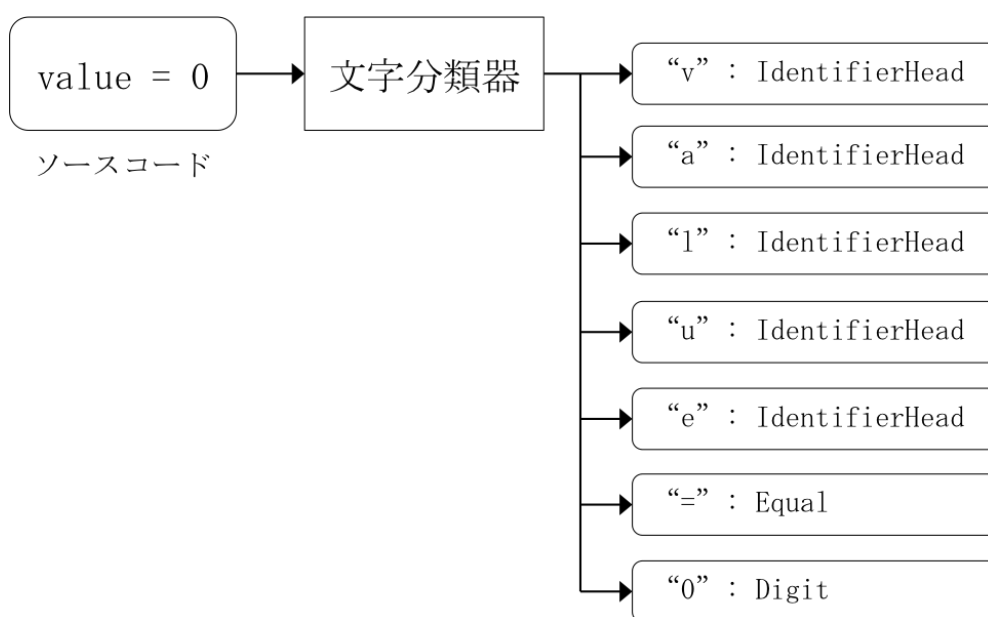 value = 0
ソースコード
文字分類器
“v” : IdentifierHead
“a” : IdentifierHead
“l” : IdentifierHead
“u” : IdentifierHead
“e” : IdentifierHead
“=” : Equal
“0” : Digit